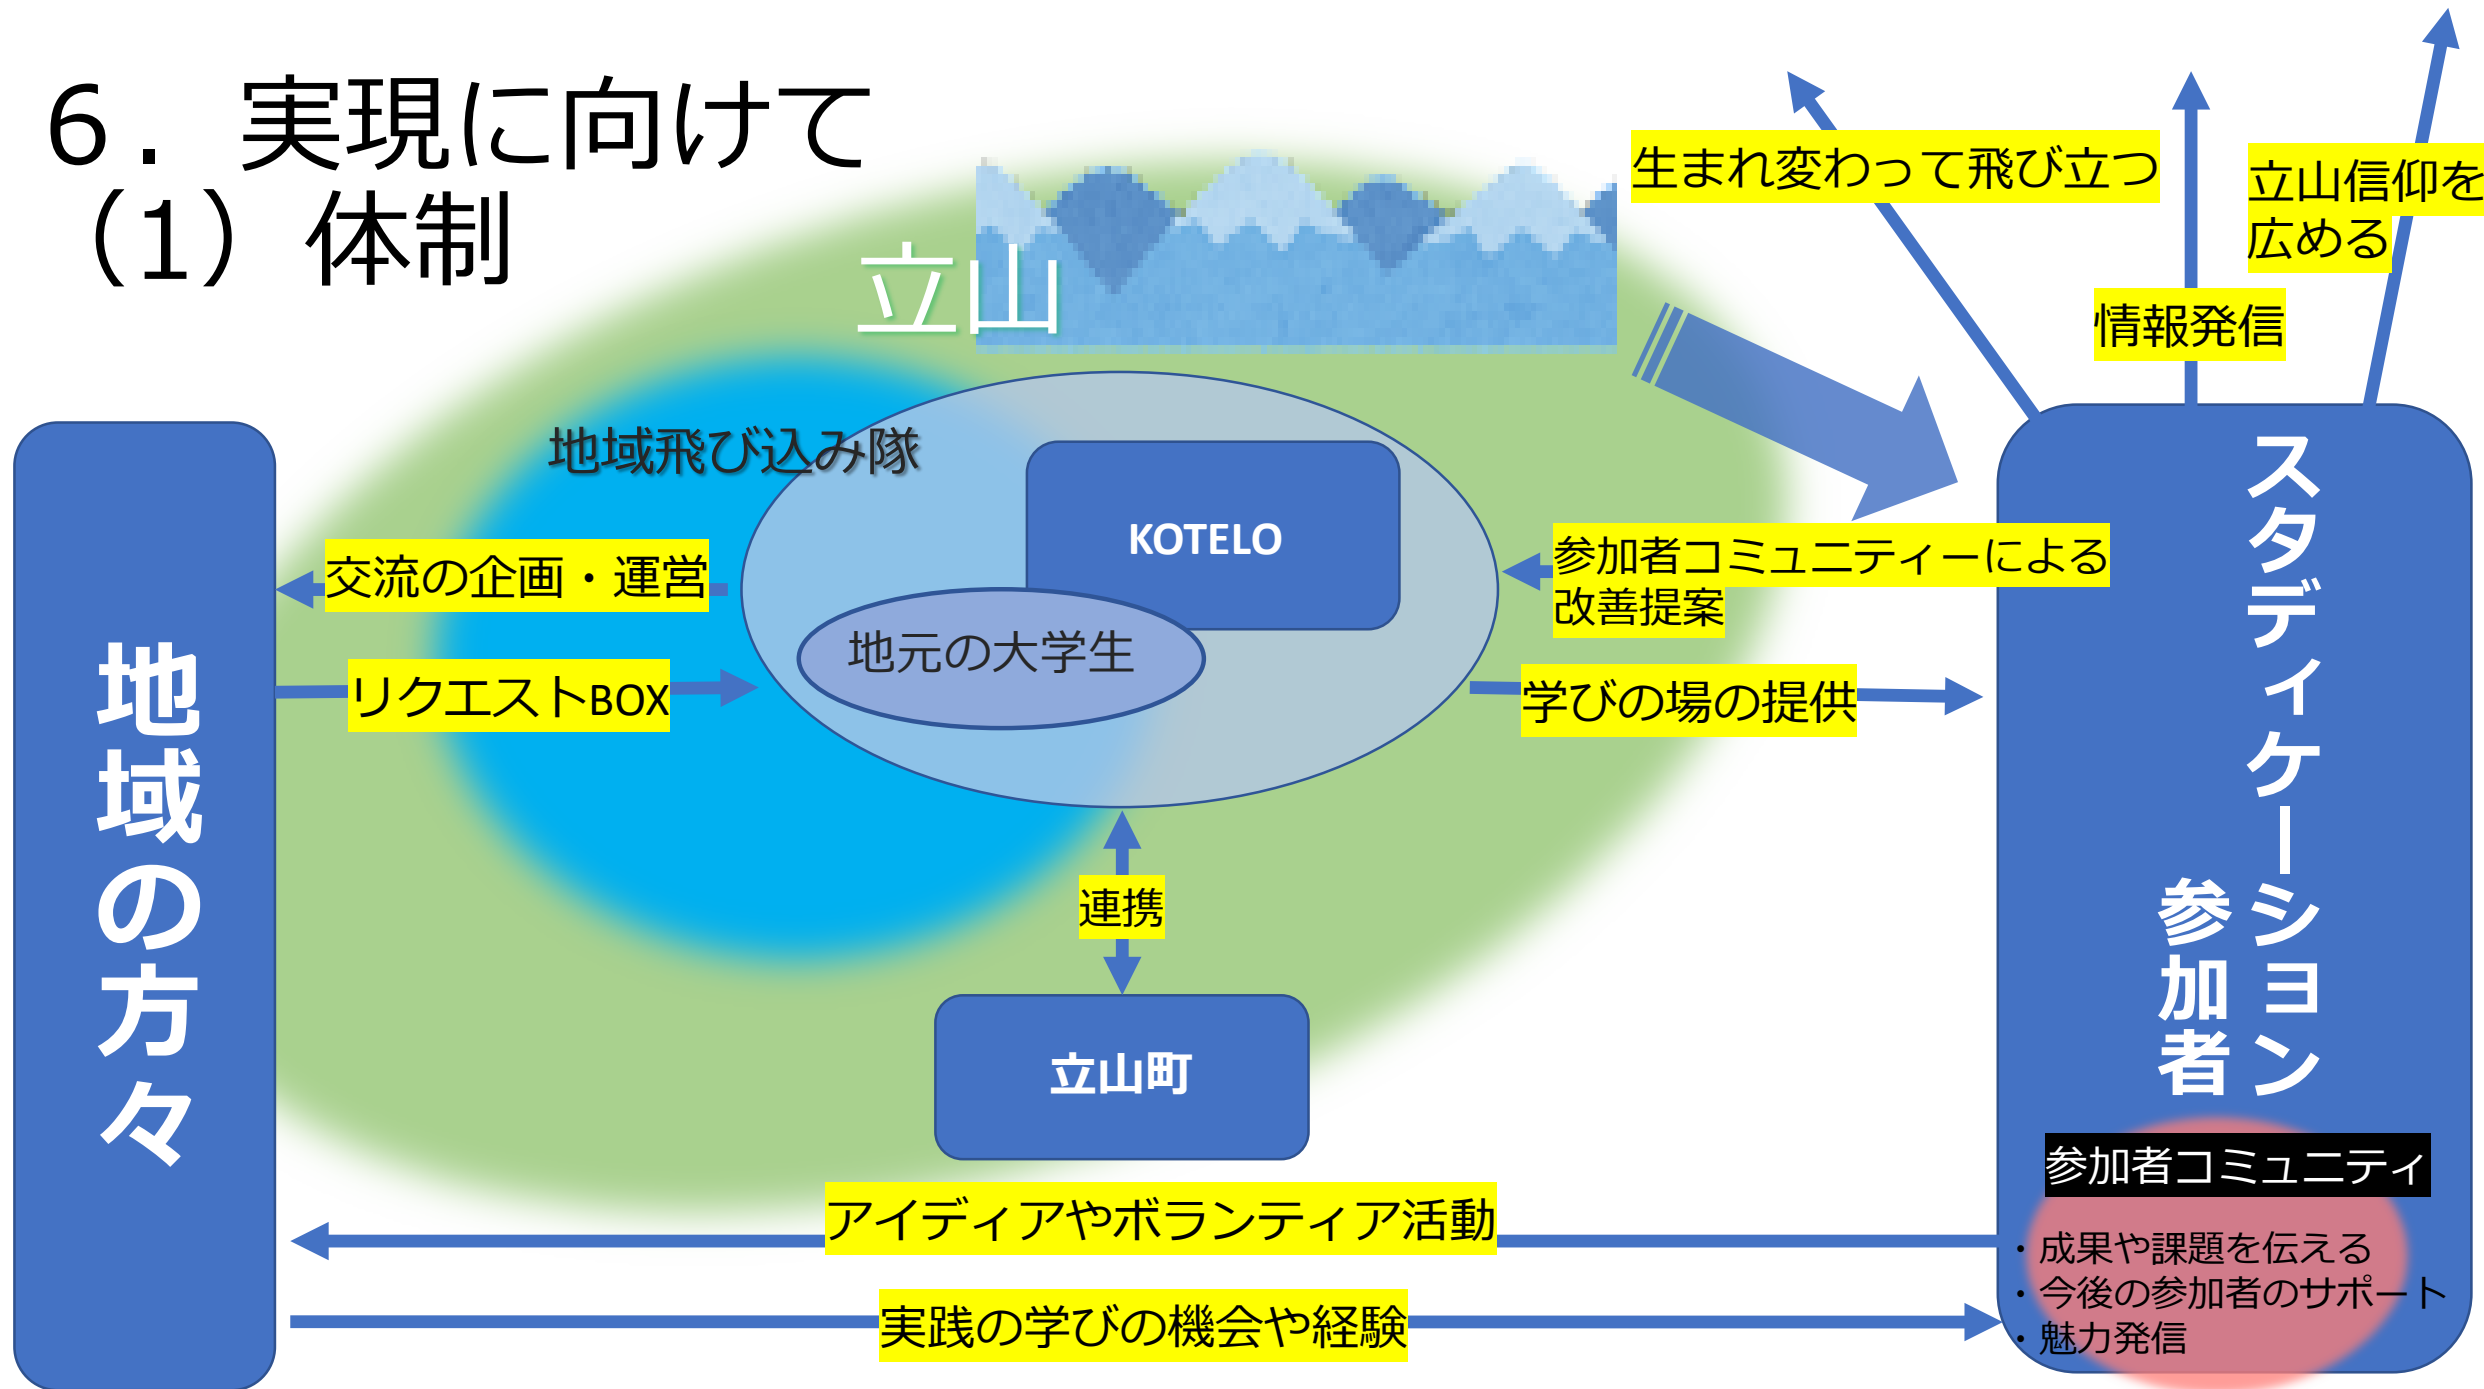 6. 実現に向けて
(1) 体制
立山
生まれ変わって飛び立つ
立山信仰を
広める
情報発信
地域飛び込み隊
KOTELO
地元の大学生
交流の企画・運営
リクエストBOX
参加者コミュニティーによる
改善提案
学びの場の提供
地域の方々
スタディケーション
参加者
連携
立山町
参加者コミュニティ
・成果や課題を伝える
・今後の参加者のサポート
・魅力発信
アイディアやボランティア活動
実践の学びの機会や経験